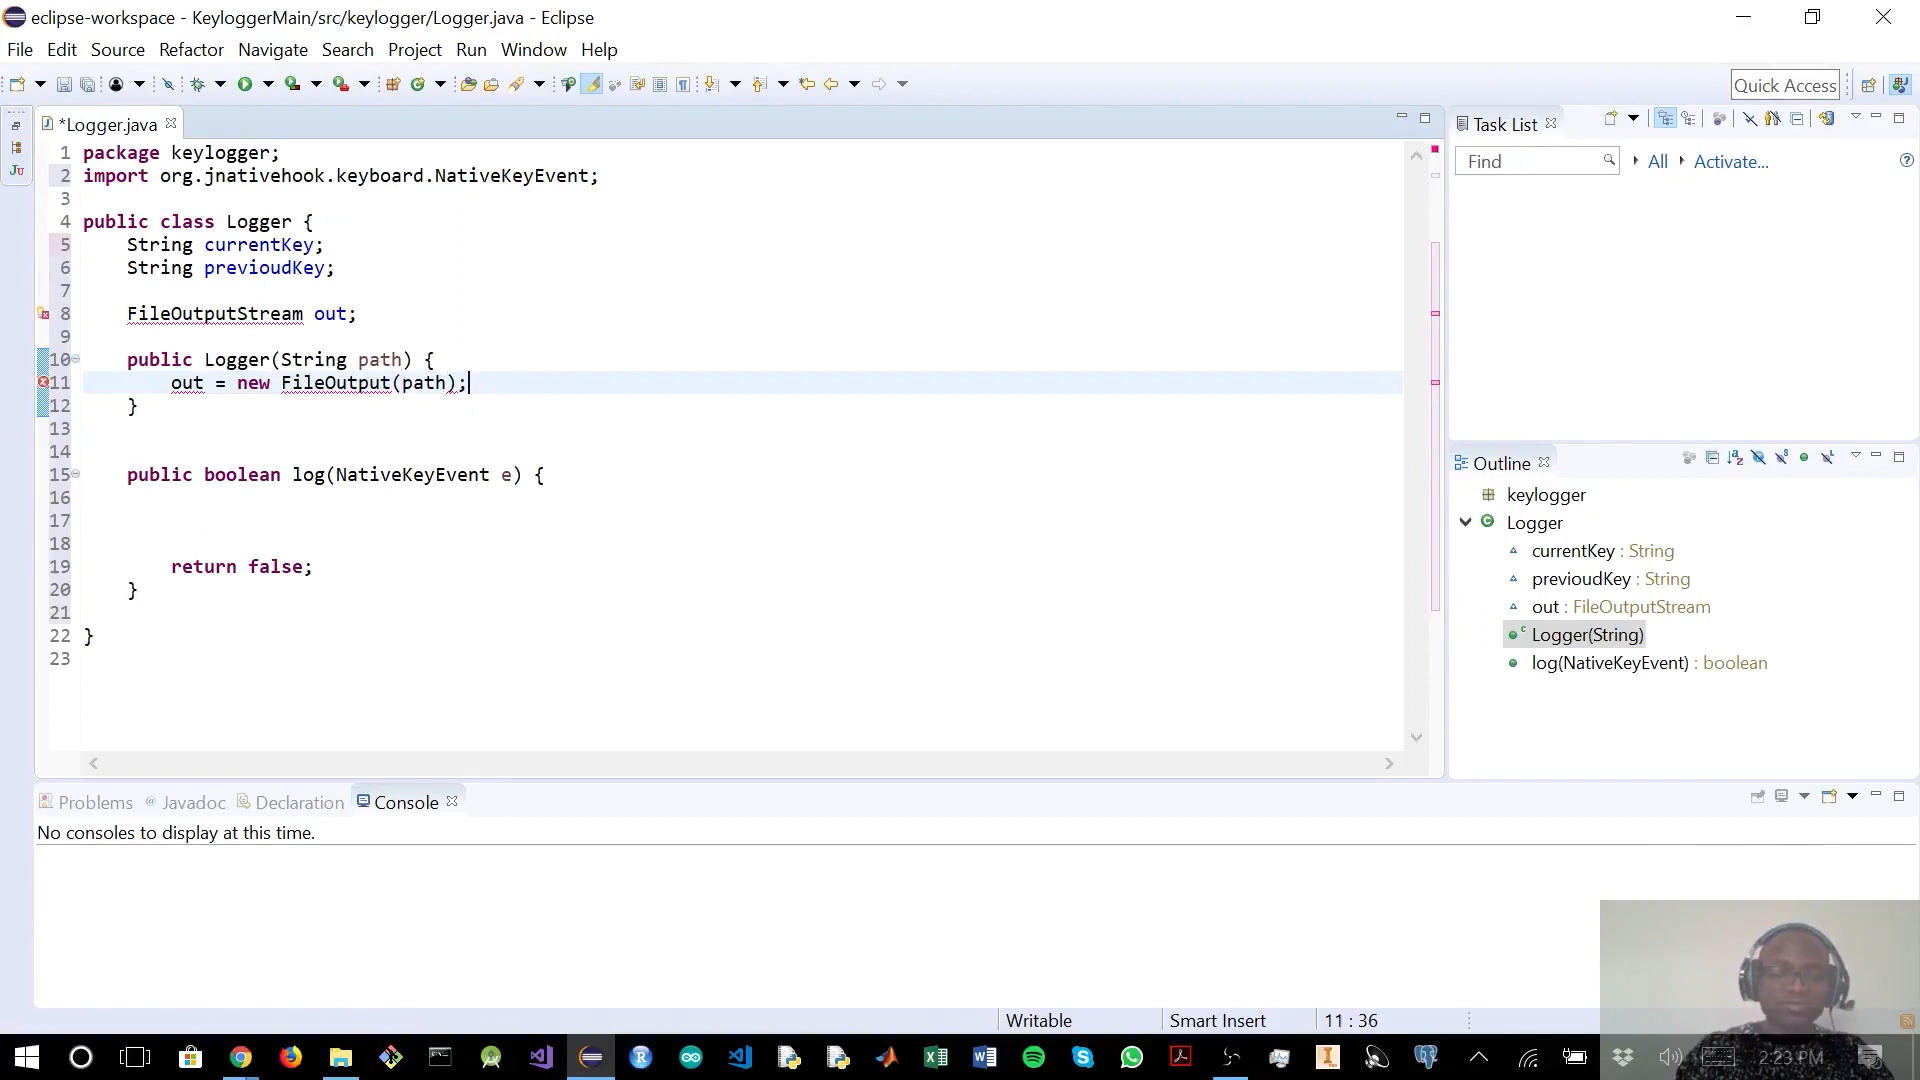 eclipse-workspace - KeyloggerMain/src/keylogger/Logger.java - Eclipse
File Edit Source Refactor Navigate Search Project Run Window Help
Quick Access
*Logger.java
1 package keylogger;
2 import org.jnativehook.keyboard.NativeKeyEvent;
3
4 public class Logger {
5 String currentKey;
6 String previoudKey;
7
8 FileOutputStream out;
9
10 public Logger(String path) {
11 out = new FileOutput(path);
12 }
13
14
15 public boolean log(NativeKeyEvent e) {
16
17
18
19 return false;
20 }
21
22 }
23
Task List
Find All Activate...
Outline
keylogger
Logger
currentKey : String
previoudKey : String
out : FileOutputStream
Logger(String)
log(NativeKeyEvent) : boolean
Problems Javadoc Declaration Console
No consoles to display at this time.
Writable Smart Insert 11 : 36
2:23 PM